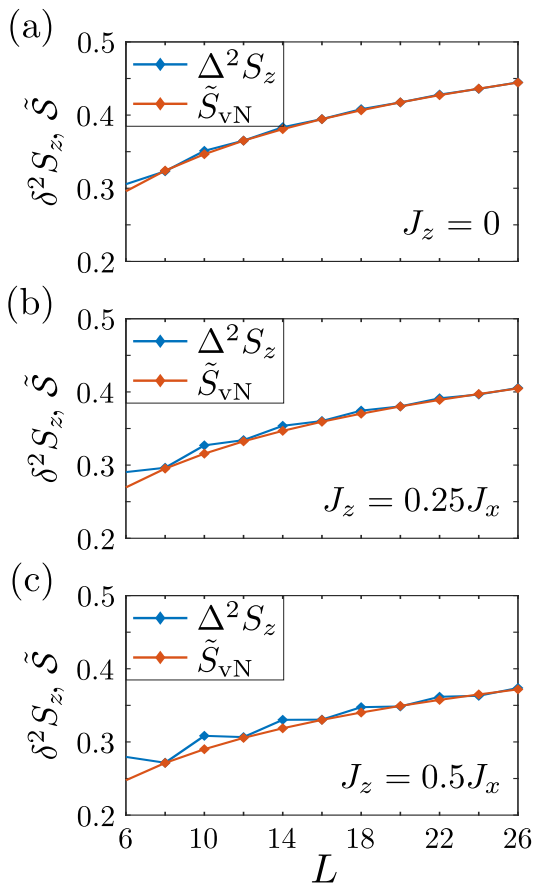 (a)
0.5
0.4
0.3
0.2
δ²S_z, S̃
Δ²S_z
S̃_vN
J_z = 0
(b)
0.5
0.4
0.3
0.2
δ²S_z, S̃
Δ²S_z
S̃_vN
J_z = 0.25J_x
(c)
0.5
0.4
0.3
0.2
δ²S_z, S̃
Δ²S_z
S̃_vN
J_z = 0.5J_x
6 10 14 18 22 26
L